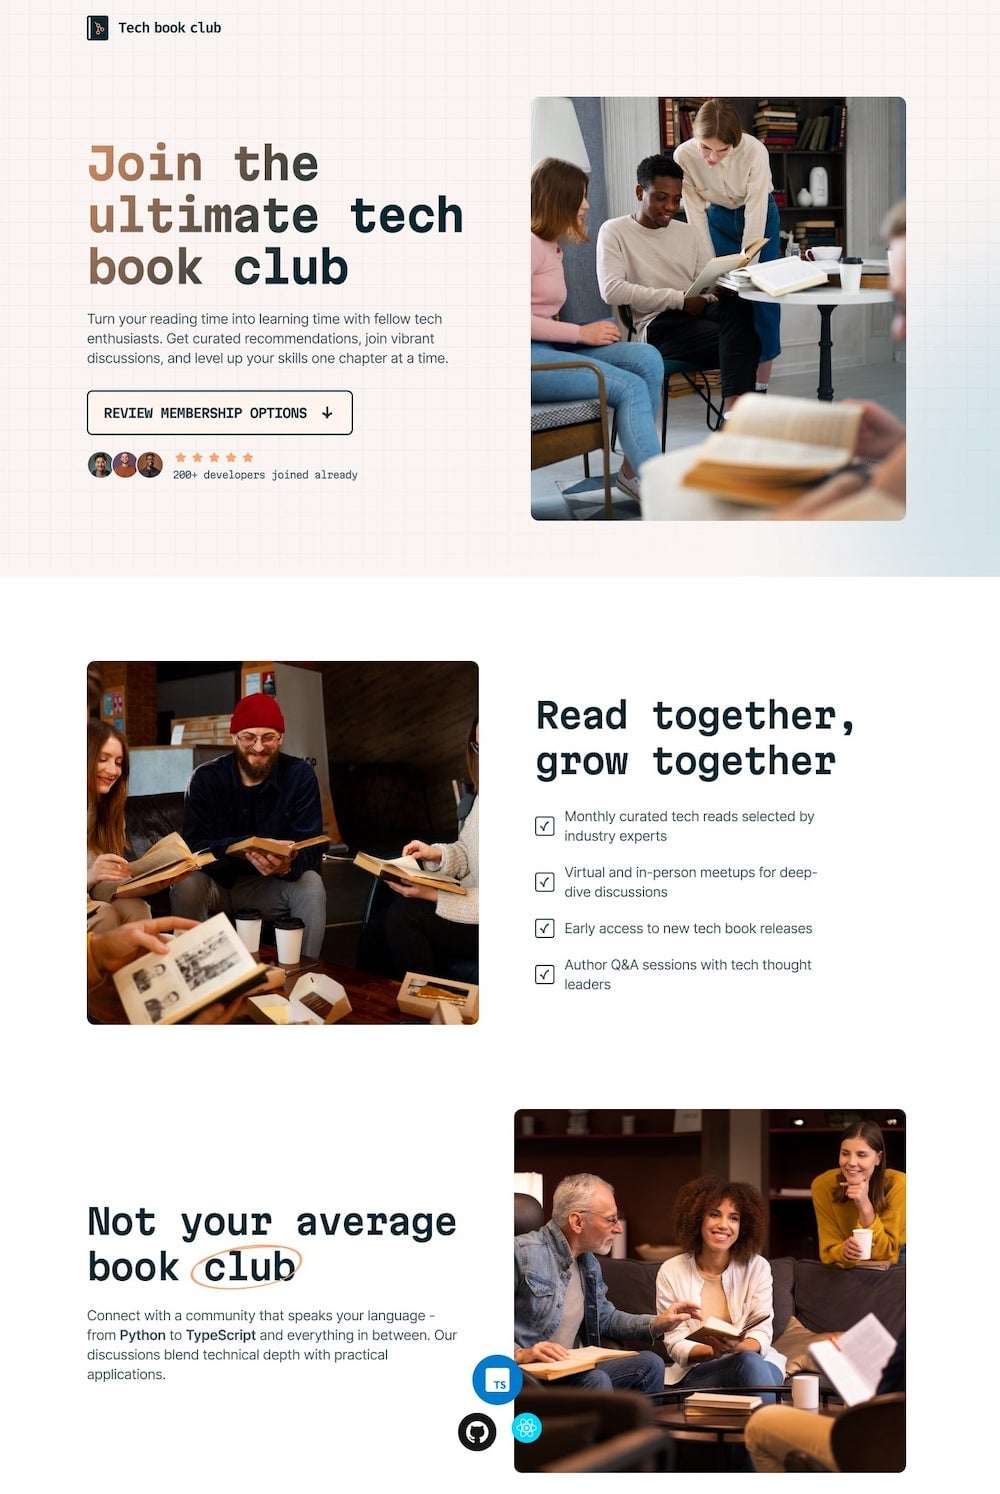 Tech book club
Join the
ultimate tech
book club
Turn your reading time into learning time with fellow tech
enthusiasts. Get curated recommendations, join vibrant
discussions, and level up your skills one chapter at a time.
REVIEW MEMBERSHIP OPTIONS
200+ developers joined already
Read together,
grow together
Monthly curated tech reads selected by
industry experts
Virtual and in-person meetups for deep-
dive discussions
Early access to new tech book releases
Author Q&A sessions with tech thought
leaders
Not your average
book club
Connect with a community that speaks your language -
from Python to TypeScript and everything in between. Our
discussions blend technical depth with practical
applications.
TS